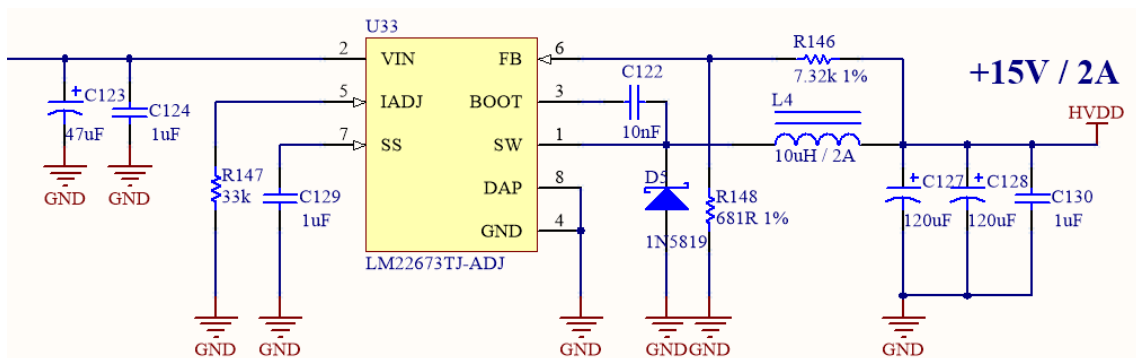 U33
2
VIN
FB
6
R146
7.32k 1%
+15V / 2A
C123
47uF
C124
1uF
5
IADJ
BOOT
3
C122
10nF
L4
10uH / 2A
HVDD
7
SS
SW
1
GND
GND
R147
33k
C129
1uF
DAP
8
GND
4
D5
1N5819
R148
681R 1%
C127
120uF
C128
120uF
C130
1uF
LM22673TJ-ADJ
GND
GND
GND
GND
GND
GND